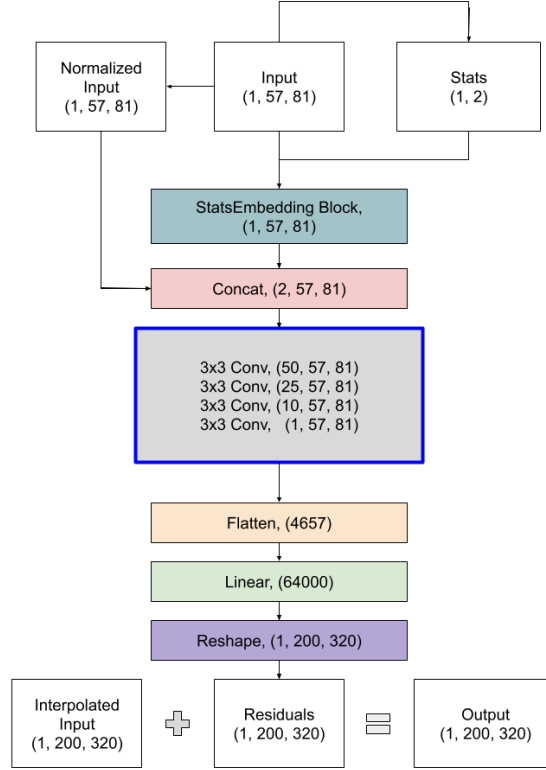 Normalized
Input
(1, 57, 81)
Input
(1, 57, 81)
Stats
(1, 2)
StatsEmbedding Block,
(1, 57, 81)
Concat, (2, 57, 81)
3x3 Conv, (50, 57, 81)
3x3 Conv, (25, 57, 81)
3x3 Conv, (10, 57, 81)
3x3 Conv, (1, 57, 81)
Flatten, (4657)
Linear, (64000)
Reshape, (1, 200, 320)
Interpolated
Input
(1, 200, 320)
Residuals
(1, 200, 320)
Output
(1, 200, 320)